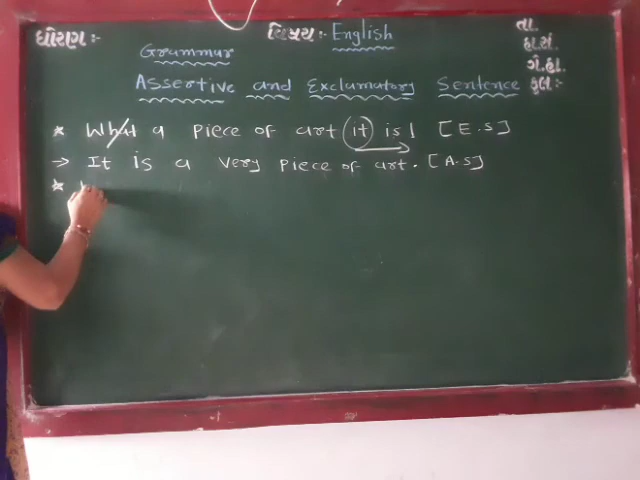 ધોરણ :- વિષય :- English તા.
Grammar હા.સં.
ગે.હા.
Assertive and Exclamatory Sentence કુલ :-
* What a piece of art it is! [E.S]
→ It is a very piece of art. [A.S]
*